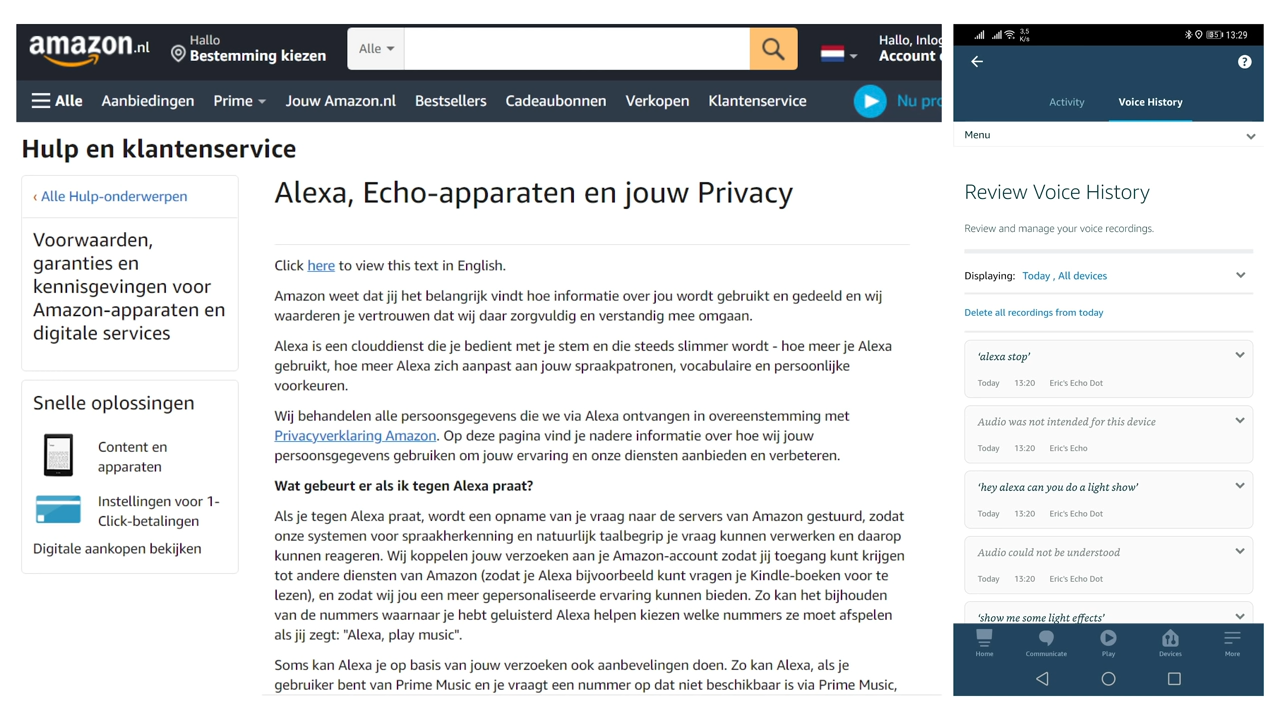 amazon.nl
Hallo
Bestemming kiezen
Alle
Hallo, Inlog
Account
Alle Aanbiedingen Prime Jouw Amazon.nl Bestsellers Cadeaubonnen Verkopen Klantenservice Nu pro
Hulp en klantenservice
‹ Alle Hulp-onderwerpen
Voorwaarden,
garanties en
kennisgevingen voor
Amazon-apparaten en
digitale services
Snelle oplossingen
Content en
apparaten
Instellingen voor 1-
Click-betalingen
Digitale aankopen bekijken
Alexa, Echo-apparaten en jouw Privacy
Click here to view this text in English.
Amazon weet dat jij het belangrijk vindt hoe informatie over jou wordt gebruikt en gedeeld en wij
waarderen je vertrouwen dat wij daar zorgvuldig en verstandig mee omgaan.
Alexa is een clouddienst die je bedient met je stem en die steeds slimmer wordt - hoe meer je Alexa
gebruikt, hoe meer Alexa zich aanpast aan jouw spraakpatronen, vocabulaire en persoonlijke
voorkeuren.
Wij behandelen alle persoonsgegevens die we via Alexa ontvangen in overeenstemming met
Privacyverklaring Amazon. Op deze pagina vind je nadere informatie over hoe wij jouw
persoonsgegevens gebruiken om jouw ervaring en onze diensten aanbieden en verbeteren.
Wat gebeurt er als ik tegen Alexa praat?
Als je tegen Alexa praat, wordt een opname van je vraag naar de servers van Amazon gestuurd, zodat
onze systemen voor spraakherkenning en natuurlijk taalbegrip je vraag kunnen verwerken en daarop
kunnen reageren. Wij koppelen jouw verzoeken aan je Amazon-account zodat jij toegang kunt krijgen
tot andere diensten van Amazon (zodat je Alexa bijvoorbeeld kunt vragen je Kindle-boeken voor te
lezen), en zodat wij jou een meer gepersonaliseerde ervaring kunnen bieden. Zo kan het bijhouden
van de nummers waarnaar je hebt geluisterd Alexa helpen kiezen welke nummers ze moet afspelen
als jij zegt: "Alexa, play music".
Soms kan Alexa je op basis van jouw verzoeken ook aanbevelingen doen. Zo kan Alexa, als je
gebruiker bent van Prime Music en je vraagt een nummer op dat niet beschikbaar is via Prime Music,
3,5
K/s
85 13:29
?
Activity Voice History
Menu
Review Voice History
Review and manage your voice recordings.
Displaying: Today , All devices
Delete all recordings from today
‘alexa stop’
Today 13:20 Eric's Echo Dot
Audio was not intended for this device
Today 13:20 Eric's Echo
‘hey alexa can you do a light show’
Today 13:20 Eric's Echo Dot
Audio could not be understood
Today 13:20 Eric's Echo Dot
‘show me some light effects’
Home Communicate Play Devices More